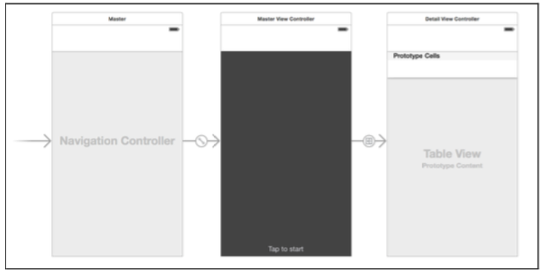 Master
Navigation Controller
Master View Controller
Tap to start
Detail View Controller
Prototype Cells
Table View
Prototype Content